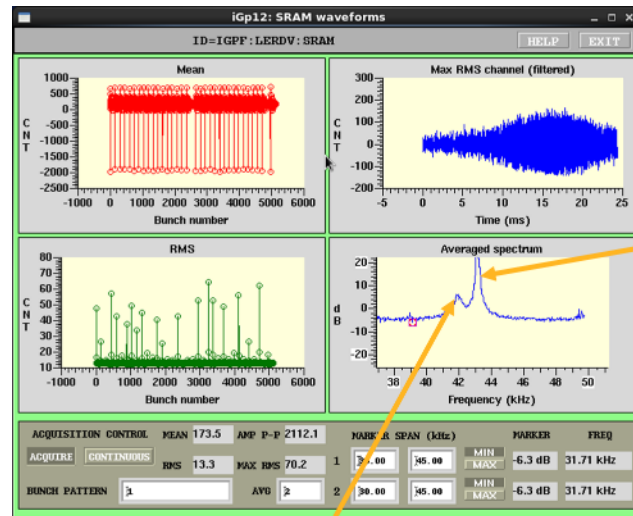 iGp12: SRAM waveforms
ID=IGPF:LERDV:SRAM HELP EXIT
Mean
CNT
1000
500
0
-500
-1000
-1500
-2000
-2500
-1000 0 1000 2000 3000 4000 5000 6000
Bunch number
Max RMS channel (filtered)
CNT
300
200
100
0
-100
-200
-5 0 5 10 15 20 25
Time (ms)
RMS
CNT
80
70
60
50
40
30
20
10
-1000 0 1000 2000 3000 4000 5000 6000
Bunch number
Averaged spectrum
dB
20
10
0
-10
-20
38 40 42 44 46 48 50
Frequency (kHz)
ACQUISITION CONTROL MEAN 173.5 AMP P-P 2112.1 MARKER SPAN (kHz) MARKER FREQ
ACQUIRE CONTINUOUS RMS 13.3 MAX RMS 70.2 1 45.00 MIN MAX -6.3 dB 31.71 kHz
BUNCH PATTERN 1 AVG 2 2 30.00 45.00 MIN MAX -6.3 dB 31.71 kHz